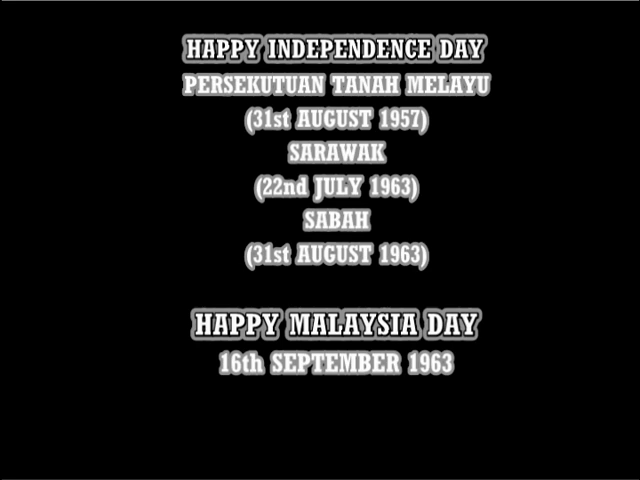 HAPPY INDEPENDENCE DAY
PERSEKUTUAN TANAH MELAYU
(31st AUGUST 1957)
SARAWAK
(22nd JULY 1963)
SABAH
(31st AUGUST 1963)
HAPPY MALAYSIA DAY
16th SEPTEMBER 1963